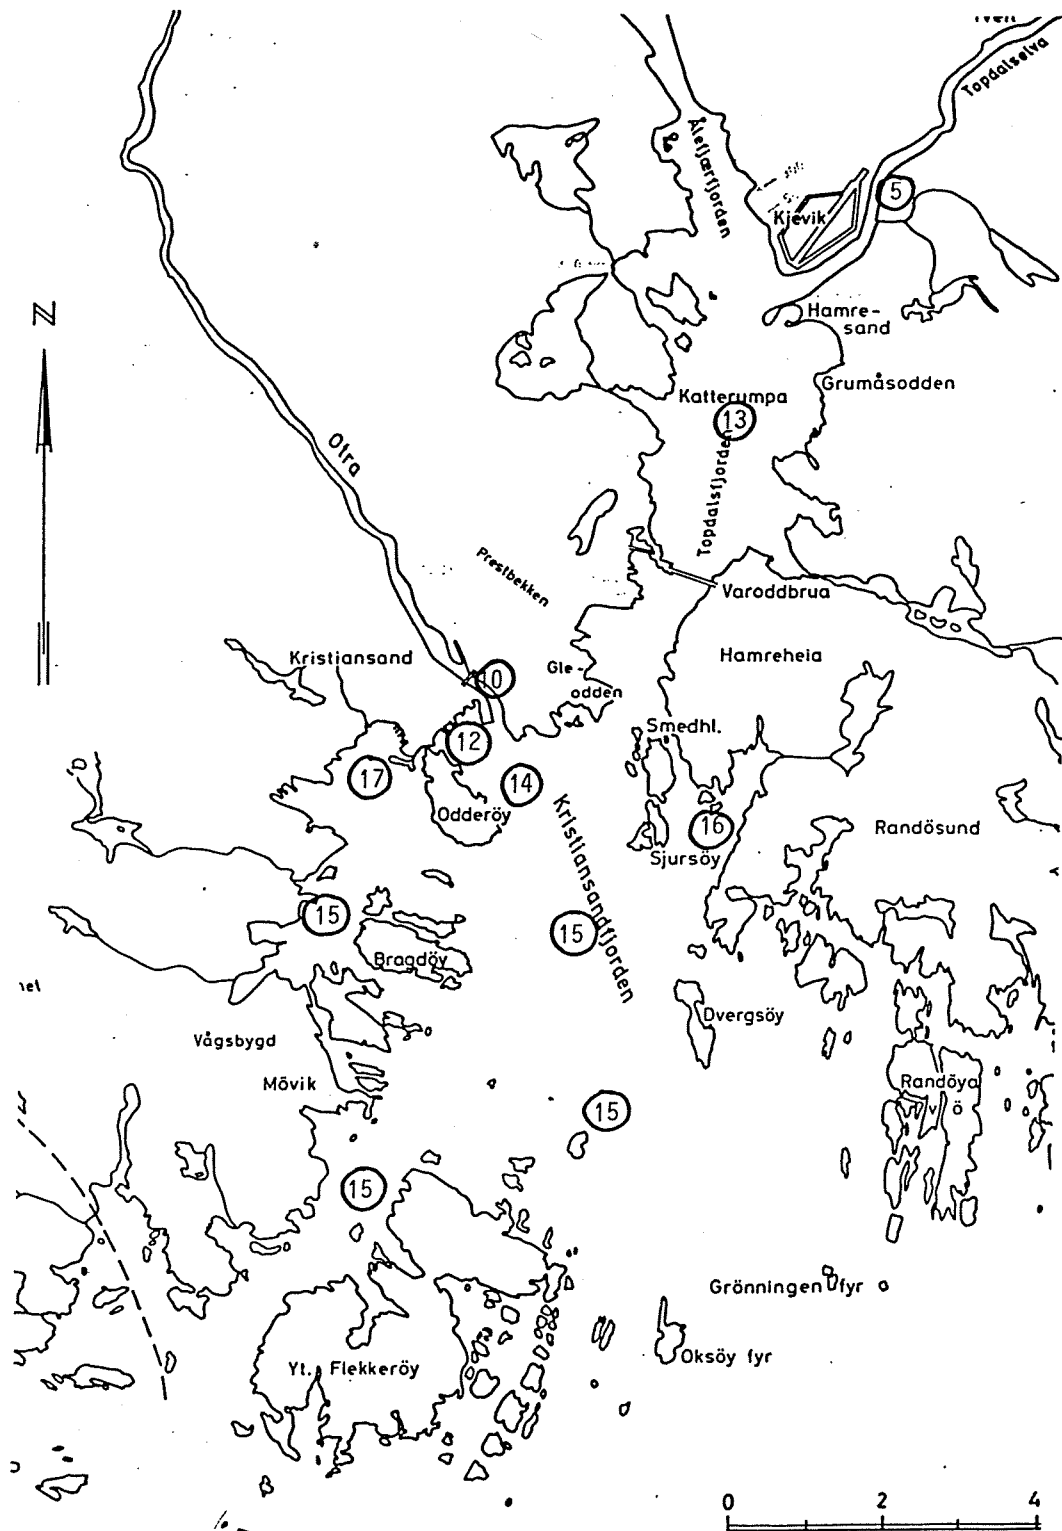 Topdalselva
Ålefjærfjorden
5
Kjevik
N
Hamre-
sand
Grumåsodden
Katterumpa
13
Otra
Topdalsfjorden
Prestbekken
Varoddbrua
Kristiansand
Hamreheia
10
Gle-
odden
Smedhl.
12
17
14
Odderöy
Kristiansandfjorden
16
Randösund
Sjursöy
15
15
Bragdöy
Dvergsöy
Vågsbygd
Mövik
Randöya
v ö
15
15
Grönningen fyr
Oksöy fyr
Yt. Flekkeröy
0 2 4